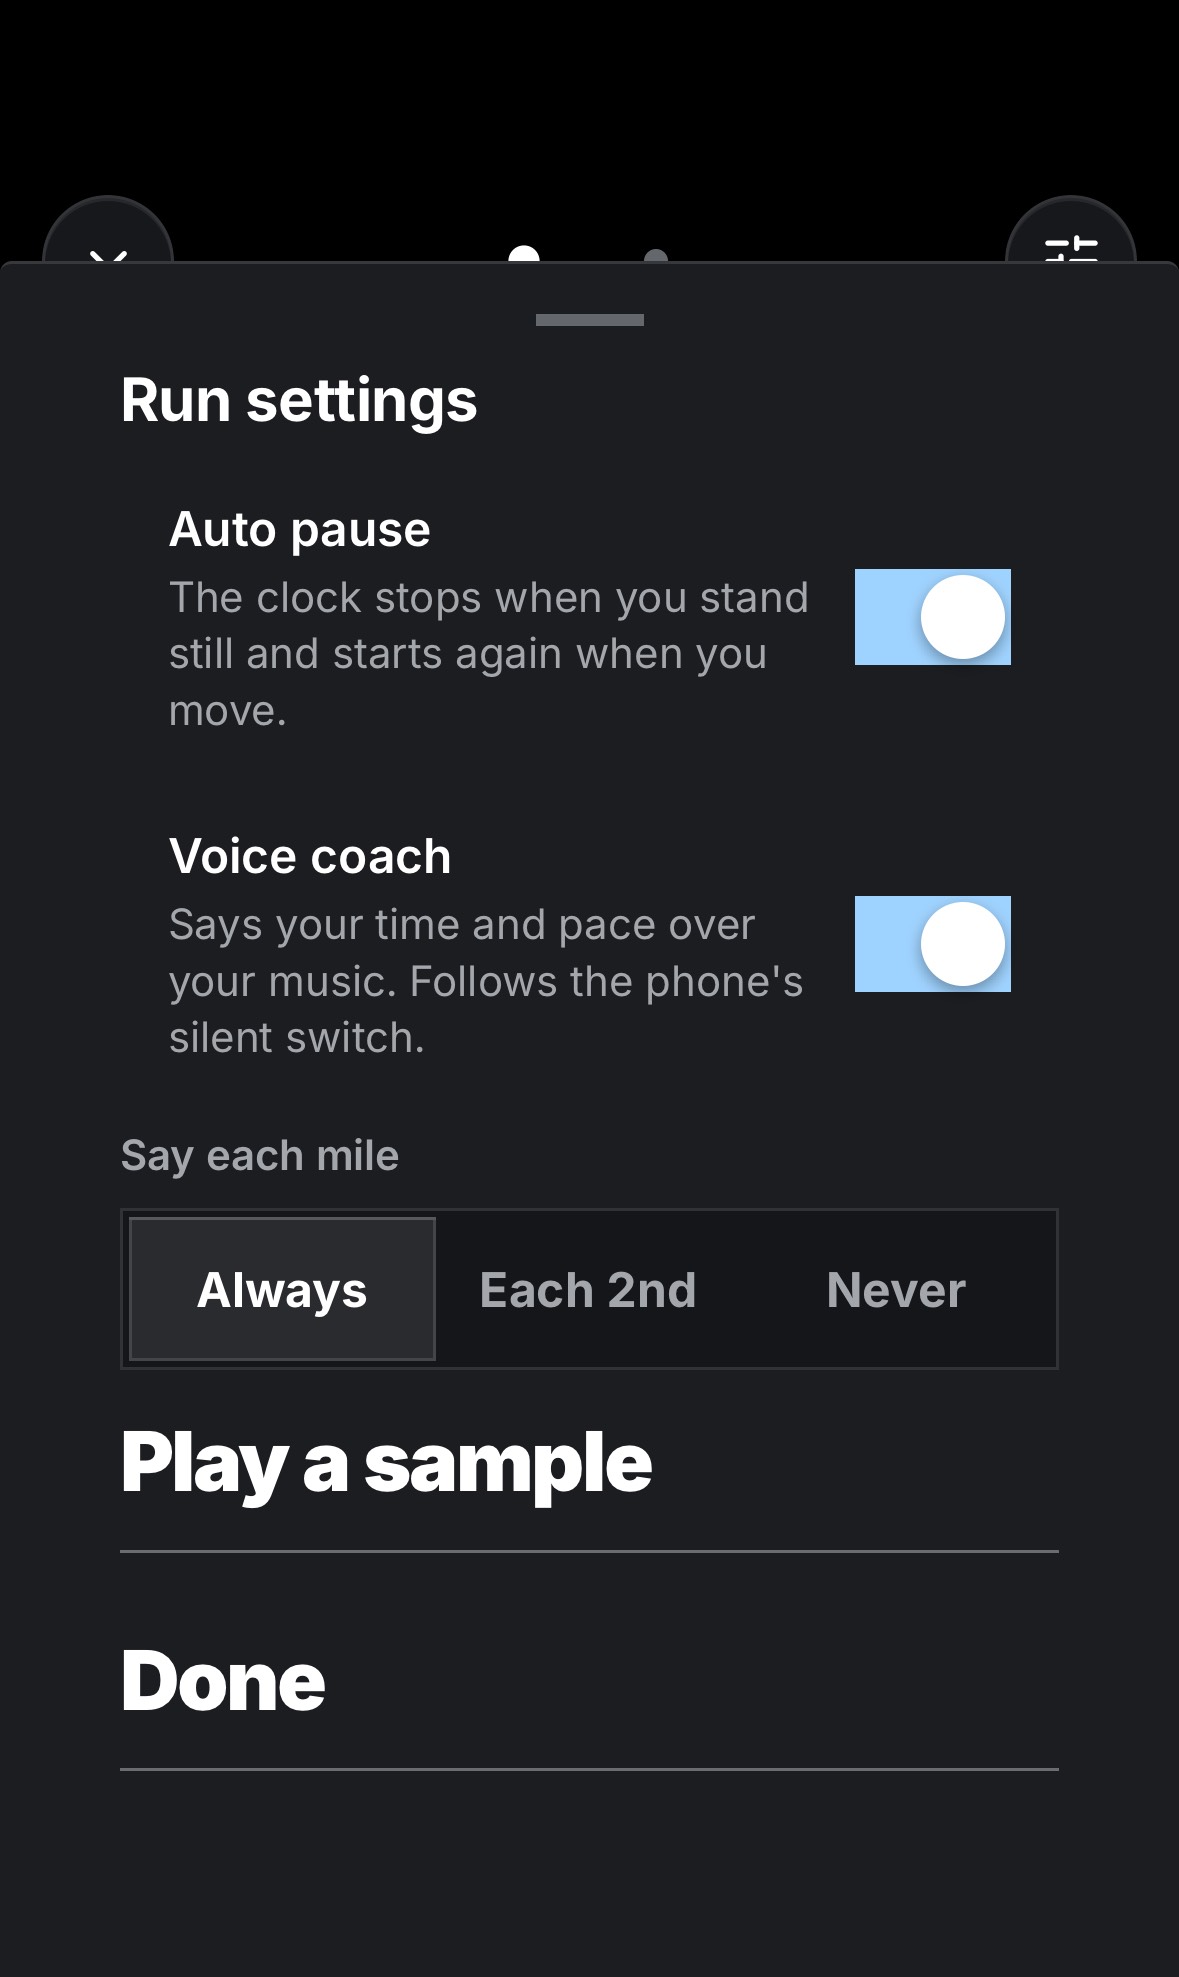 Run settings
Auto pause
The clock stops when you stand
still and starts again when you
move.
Voice coach
Says your time and pace over
your music. Follows the phone's
silent switch.
Say each mile
Always Each 2nd Never
Play a sample
Done